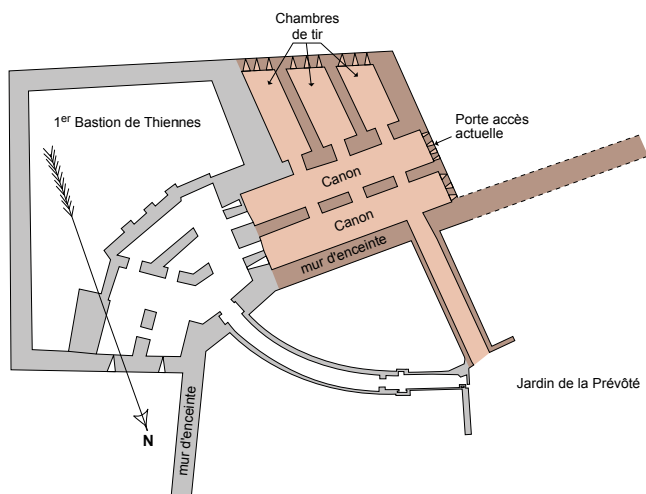 Chambres
de tir
1er Bastion de Thiennes
Porte accès
actuelle
Canon
Canon
mur d'enceinte
Jardin de la Prévôté
mur d'enceinte
N